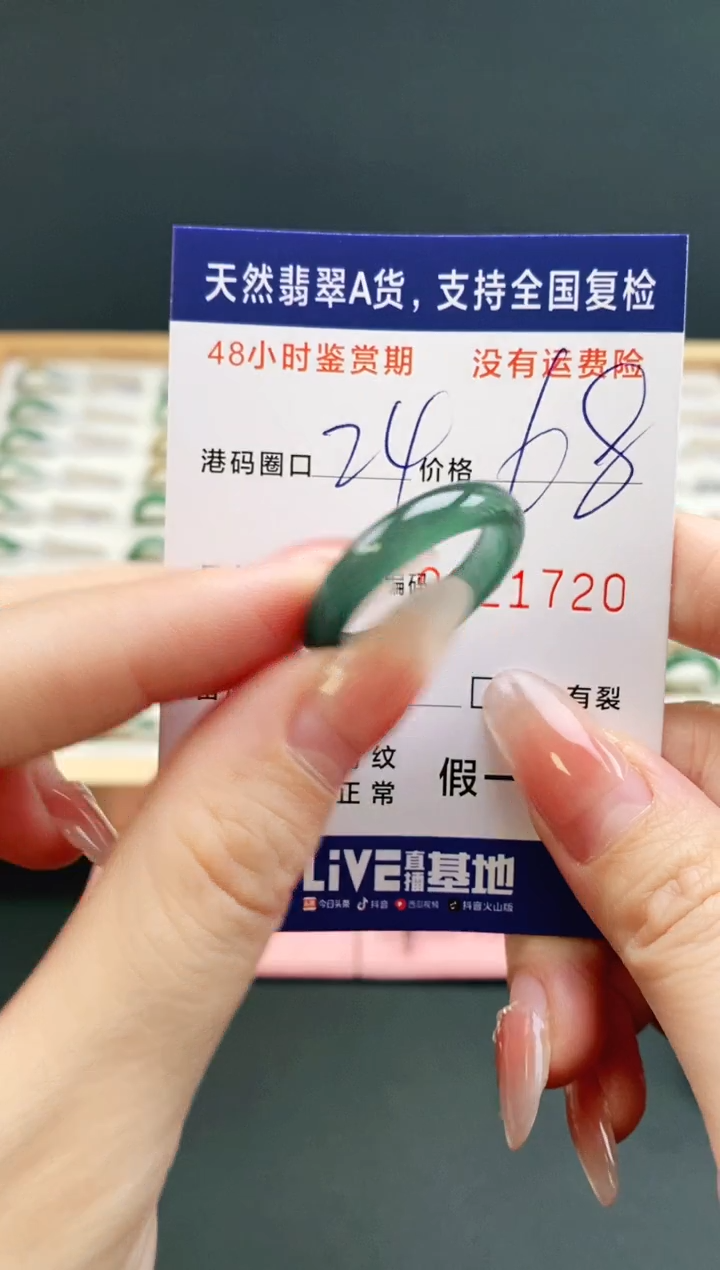 天然翡翠A货，支持全国复检
48小时鉴赏期 没有运费险
港码圈口 24 价格 68
编码 1720
有裂
纹
正常 假一
LiVE直播基地
今日头条 抖音 西瓜视频 抖音火山版